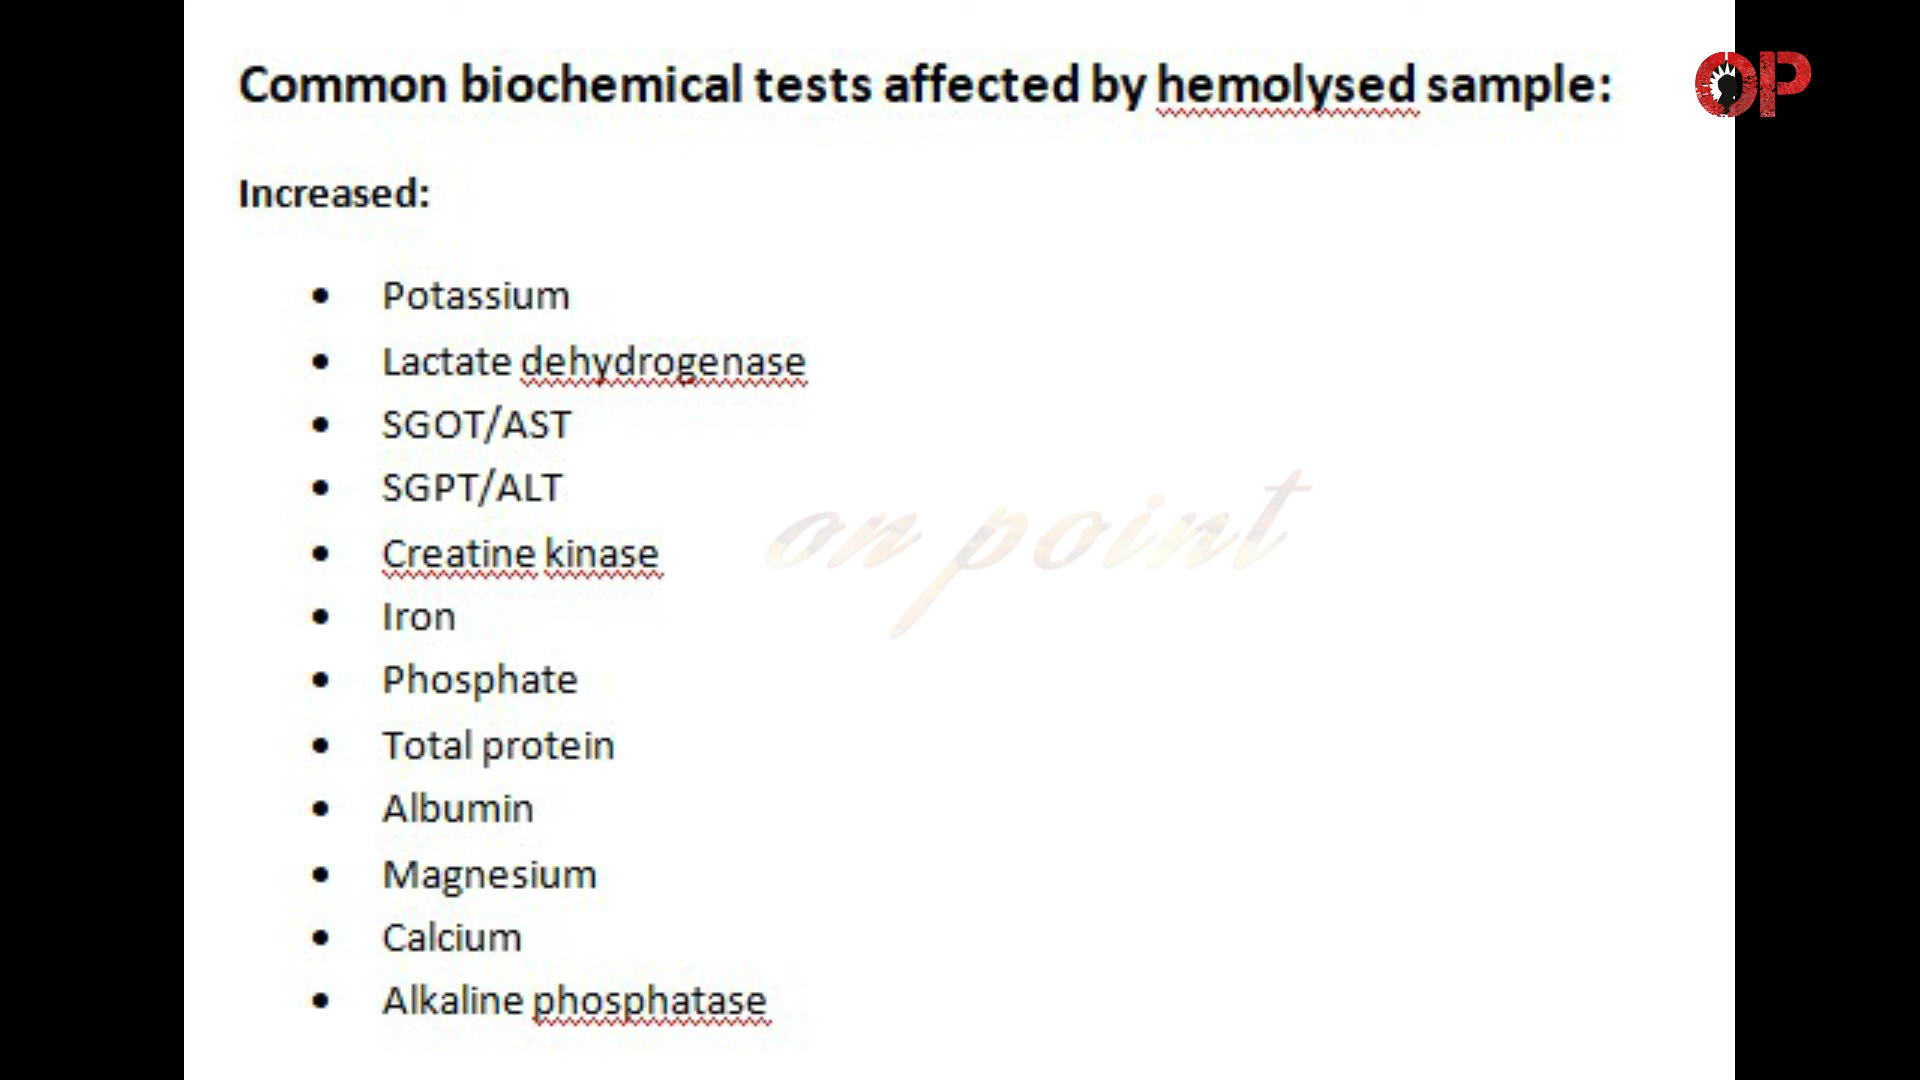 Common biochemical tests affected by hemolysed sample:
OP
Increased:
• Potassium
• Lactate dehydrogenase
• SGOT/AST
• SGPT/ALT
• Creatine kinase
• Iron
• Phosphate
• Total protein
• Albumin
• Magnesium
• Calcium
• Alkaline phosphatase
on point